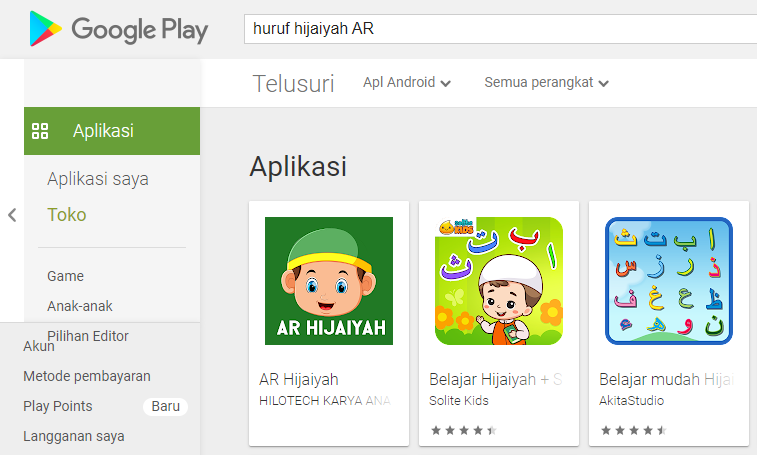 Google Play
huruf hijaiyah AR
Telusuri
Apl Android
Semua perangkat
Aplikasi
Aplikasi saya
Toko
Game
Anak-anak
Pilihan Editor
Akun
Metode pembayaran
Play Points Baru
Langganan saya
Aplikasi
AR HIJAIYAH
AR Hijaiyah
HILOTECH KARYA ANA
KIDS
ا ب ت ث
Belajar Hijaiyah + S
Solite Kids
ا ب ت ث
Belajar mudah Hija
AkitaStudio